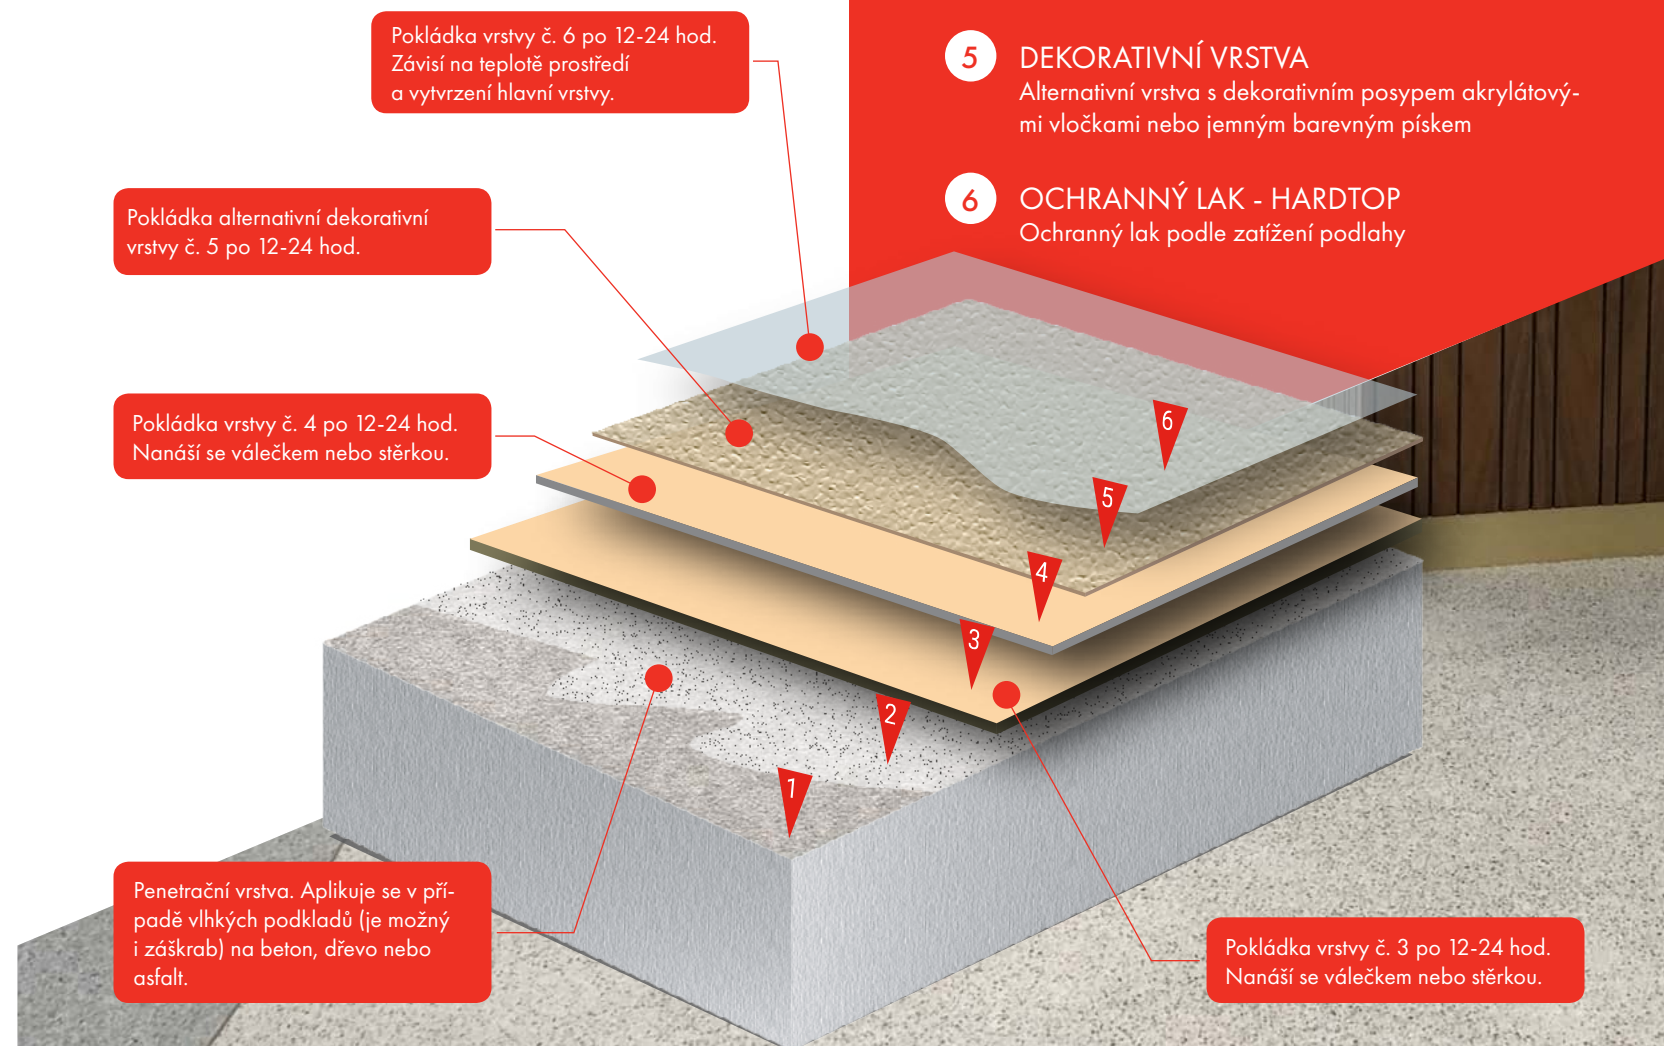 Pokládka vrstvy č. 6 po 12-24 hod.
Závisí na teplotě prostředí
a vytvrzení hlavní vrstvy.
5
DEKORATIVNÍ VRSTVA
Alternativní vrstva s dekorativním posypem akrylátový-
mi vločkami nebo jemným barevným pískem
6
OCHRANNÝ LAK - HARDTOP
Ochranný lak podle zatížení podlahy
Pokládka alternativní dekorativní
vrstvy č. 5 po 12-24 hod.
Pokládka vrstvy č. 4 po 12-24 hod.
Nanáší se válečkem nebo stěrkou.
6
5
4
3
2
1
Penetrační vrstva. Aplikuje se v pří-
padě vlhkých podkladů (je možný
i záškrab) na beton, dřevo nebo
asfalt.
Pokládka vrstvy č. 3 po 12-24 hod.
Nanáší se válečkem nebo stěrkou.